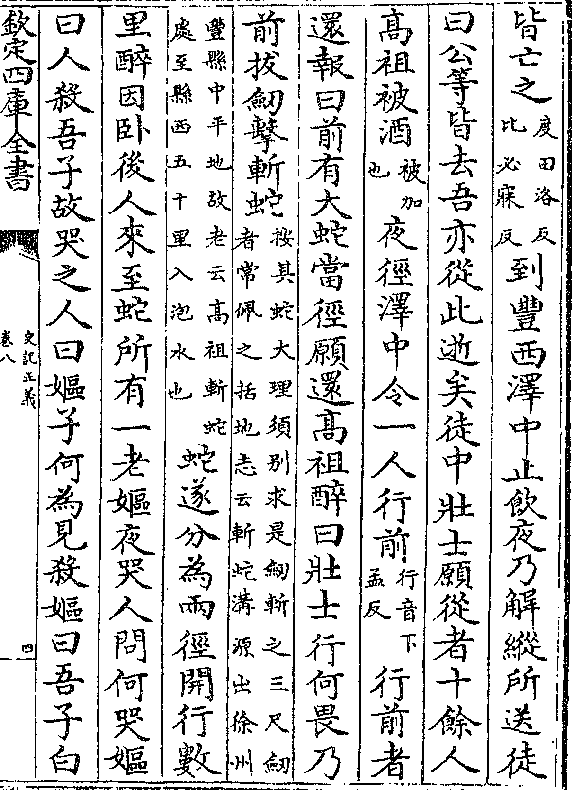 皆亡之度田洛反比必寐反到豐西澤中止飲夜乃解縱所送徒
曰公等皆去吾亦從此逝矣徒中壯士願從者十餘人
髙祖被酒被加也夜徑澤中令一人行前行音下孟反行前者
還報曰前有大蛇當徑願還髙祖醉曰壯士行何畏乃
前拔劒擊斬蛇按其蛇大理須别求是劒斬之三尺劒者常佩之括地志云斬蛇溝源出徐州
豐縣中平地故老云髙祖斬蛇處至縣西五十里入泡水也蛇遂分為兩徑開行數
里醉因卧後人來至蛇所有一老嫗夜哭人問何哭嫗
曰人殺吾子故哭之人曰嫗子何為見殺嫗曰吾子白
欽定四庫全書
史記正義
卷八
四